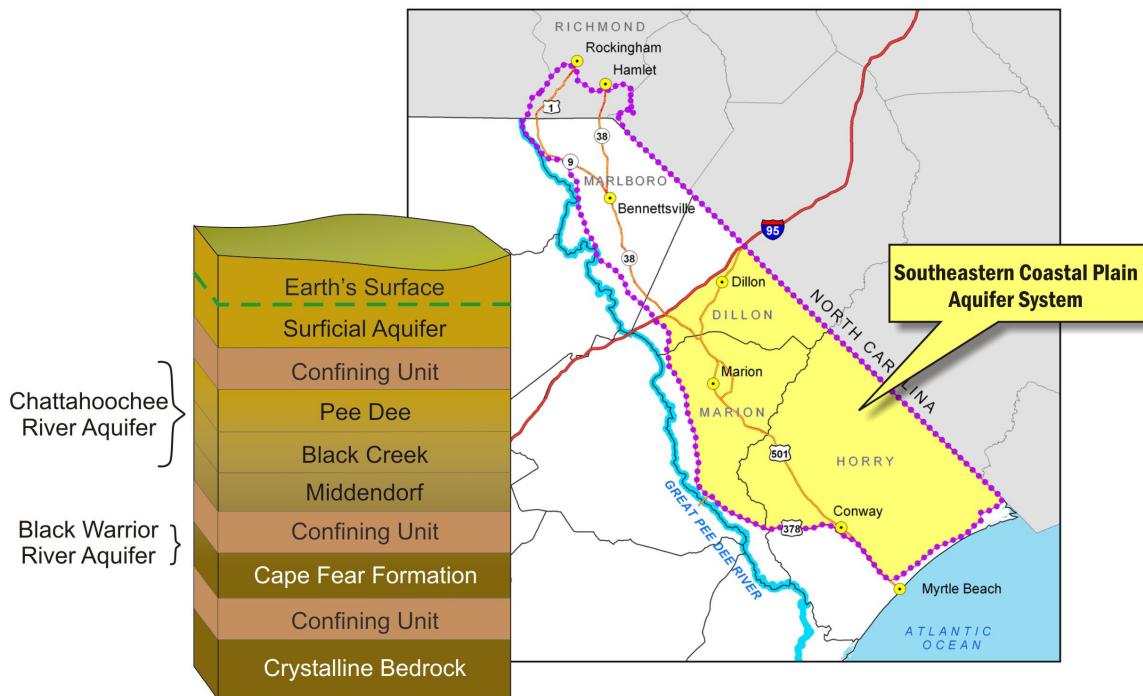 RICHMOND
Rockingham
Hamlet
1
38
9
MARLBORO
Bennettsville
95
38
Southeastern Coastal Plain
Aquifer System
Dillon
DILLON
NORTH CAROLINA
Marion
MARION
501
HORRY
Conway
378
GREAT PEE DEE RIVER
Myrtle Beach
ATLANTIC
OCEAN
Earth's Surface
Surficial Aquifer
Confining Unit
Chattahoochee
River Aquifer
Pee Dee
Black Creek
Middendorf
Black Warrior
River Aquifer
Confining Unit
Cape Fear Formation
Confining Unit
Crystalline Bedrock